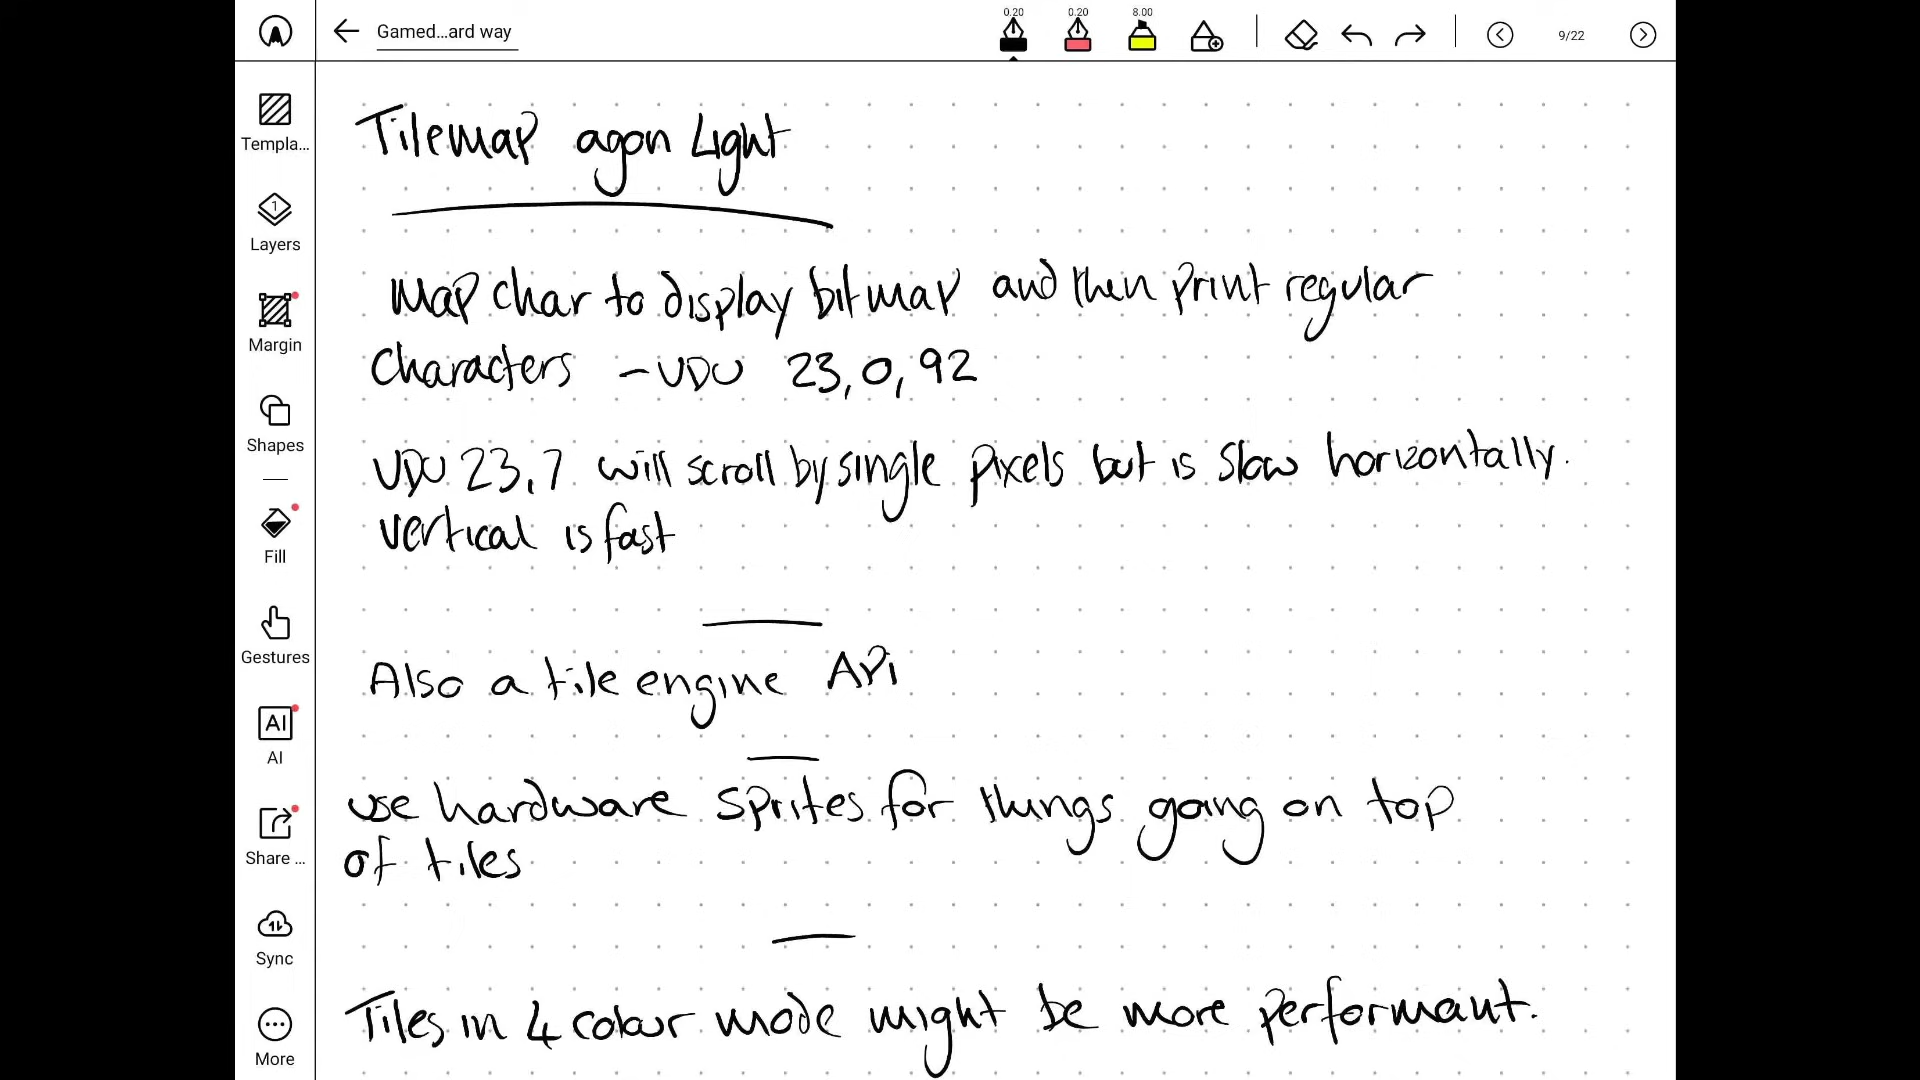 Gamed...ard way
0.20
0.20
8.00
9/22
Templa...
1
Layers
Margin
Shapes
Fill
Gestures
AI
AI
Share ...
Sync
More
Tilemap agon Light
Map char to display bitmap and then print regular
Characters - VDU 23, 0, 92
VDU 23, 7 will scroll by single pixels but is slow horizontally.
vertical is fast
Also a tile engine API
use hardware sprites for things going on top
of tiles
Tiles in 4 colour mode might be more performant.